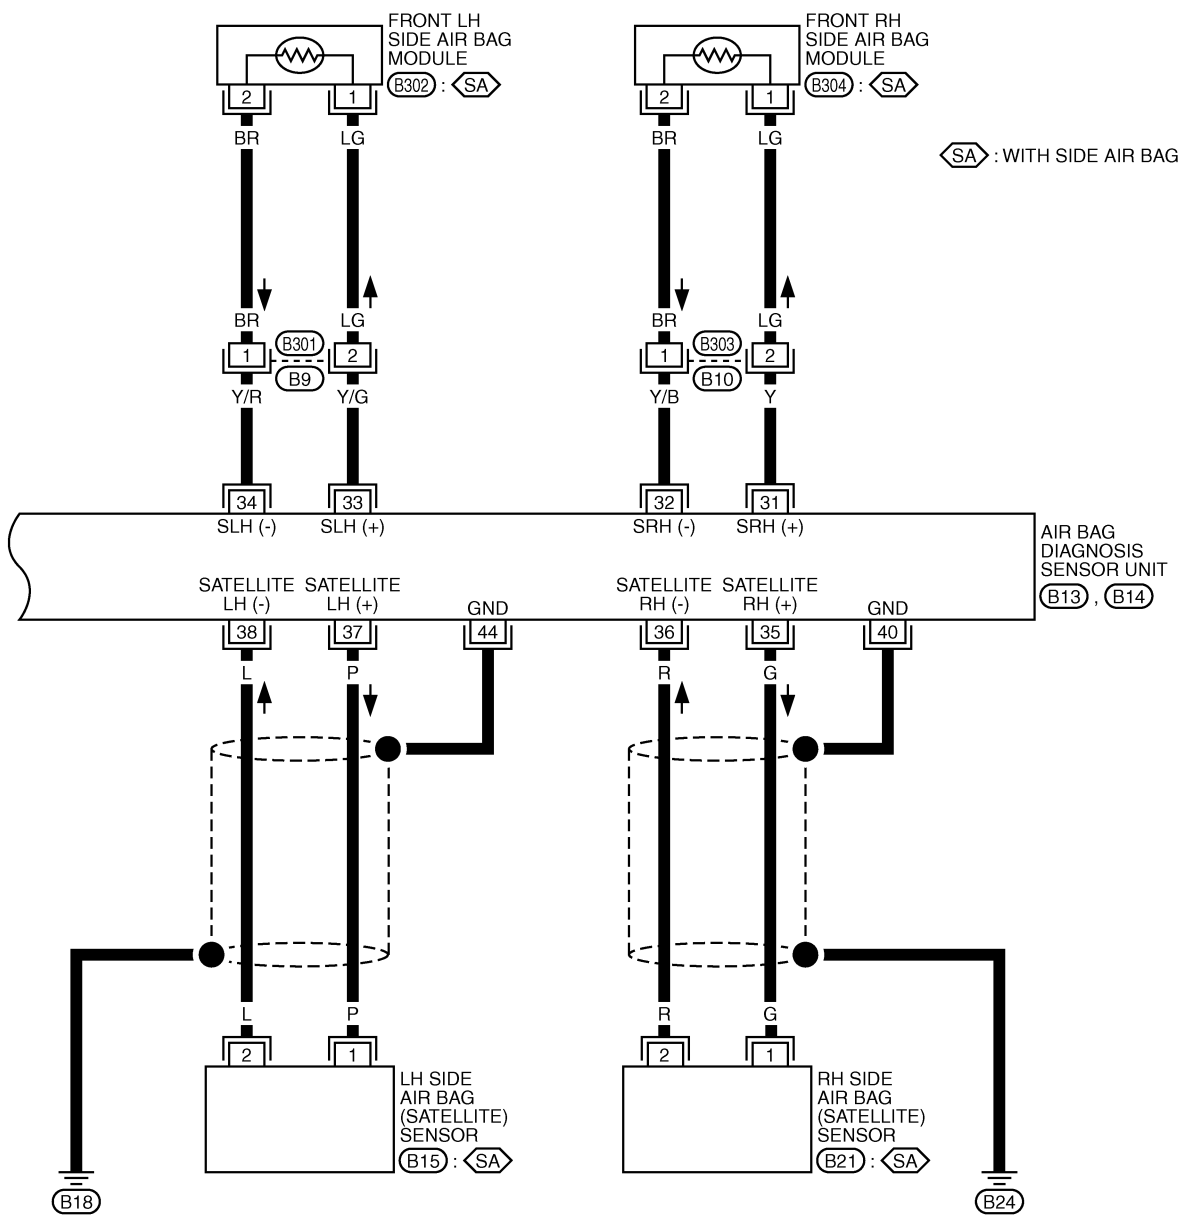 FRONT LH
SIDE AIR BAG
MODULE
B302 : SA
FRONT RH
SIDE AIR BAG
MODULE
B304 : SA
2 1 2 1
BR LG BR LG
SA : WITH SIDE AIR BAG
BR LG BR LG
B301 B303
1 2 1 2
B9 B10
Y/R Y/G Y/B Y
34 33 32 31
SLH (-) SLH (+) SRH (-) SRH (+)
AIR BAG
DIAGNOSIS
SENSOR UNIT
B13 , B14
SATELLITE
LH (-)
SATELLITE
LH (+)
GND
SATELLITE
RH (-)
SATELLITE
RH (+)
GND
38 37 44 36 35 40
L P R G
L P R G
2 1 2 1
LH SIDE
AIR BAG
(SATELLITE)
SENSOR
B15 : SA
RH SIDE
AIR BAG
(SATELLITE)
SENSOR
B21 : SA
B18 B24